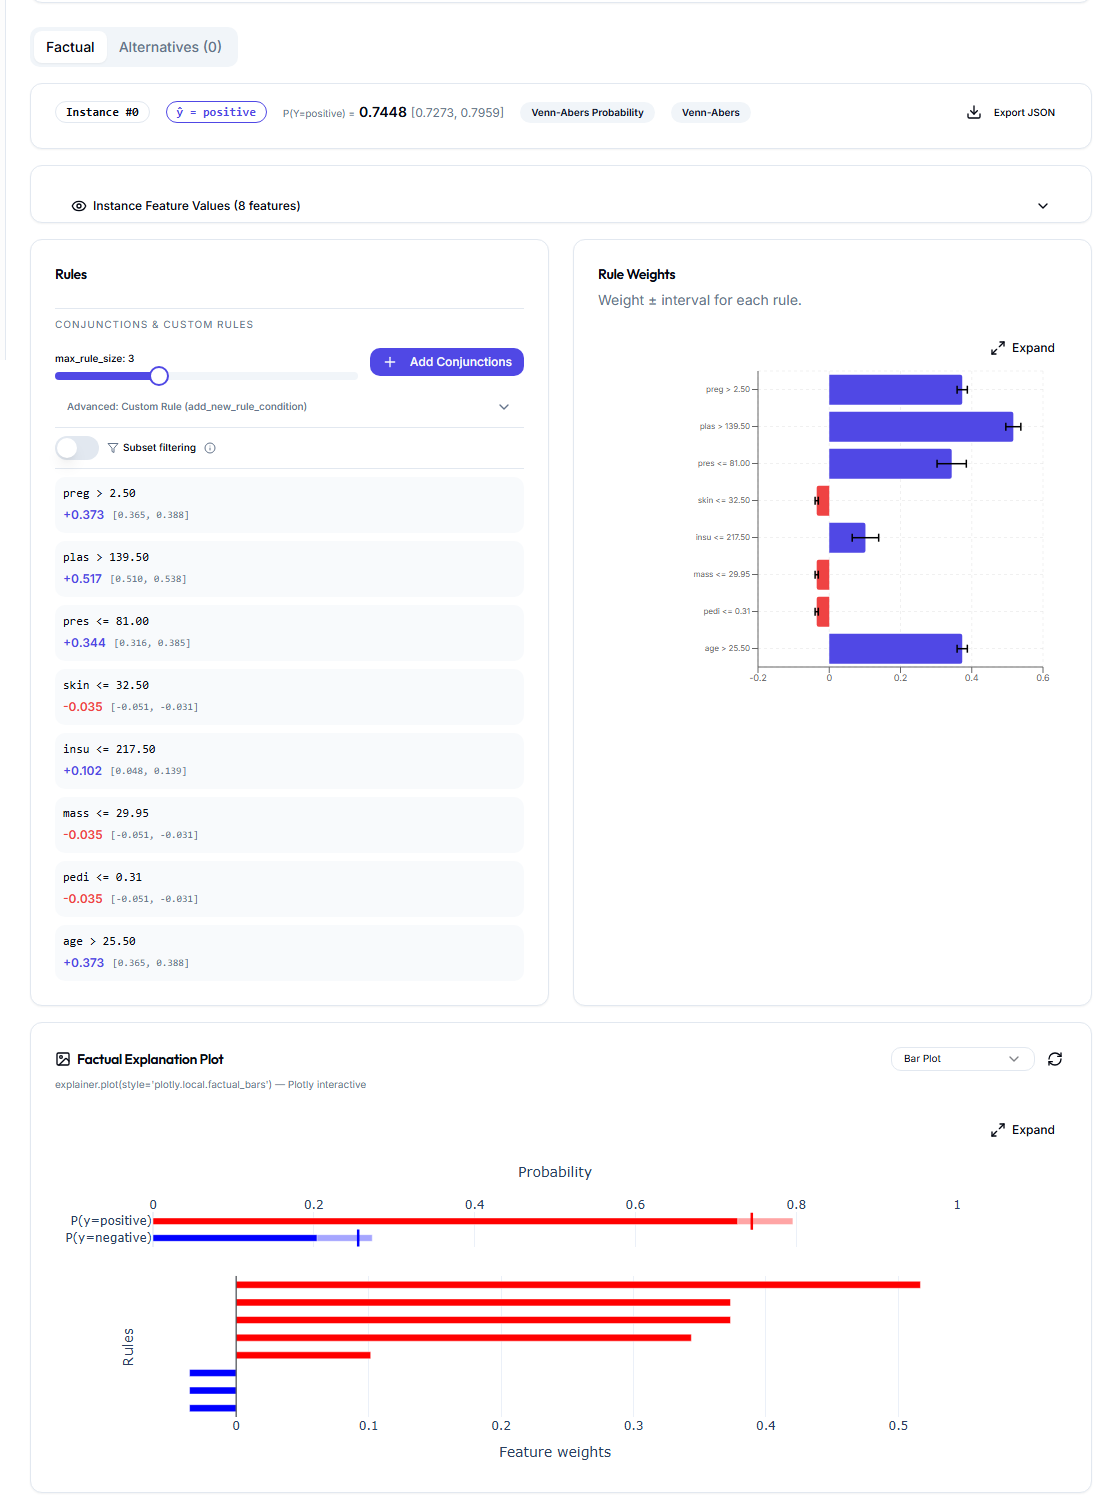 Factual Alternatives (0)
Instance #0 ŷ = positive P(Y=positive) = 0.7448 [0.7273, 0.7959] Venn-Abers Probability Venn-Abers Export JSON
Instance Feature Values (8 features)
Rules
CONJUNCTIONS & CUSTOM RULES
max_rule_size: 3
Add Conjunctions
Advanced: Custom Rule (add_new_rule_condition)
Subset filtering
preg > 2.50
+0.373 [0.365, 0.388]
plas > 139.50
+0.517 [0.510, 0.538]
pres <= 81.00
+0.344 [0.316, 0.385]
skin <= 32.50
-0.035 [-0.051, -0.031]
insu <= 217.50
+0.102 [0.048, 0.139]
mass <= 29.95
-0.035 [-0.051, -0.031]
pedi <= 0.31
-0.035 [-0.051, -0.031]
age > 25.50
+0.373 [0.365, 0.388]
Rule Weights
Weight ± interval for each rule.
Expand
preg > 2.50
plas > 139.50
pres <= 81.00
skin <= 32.50
insu <= 217.50
mass <= 29.95
pedi <= 0.31
age > 25.50
-0.2 0 0.2 0.4 0.6
Factual Explanation Plot
Bar Plot
explainer.plot(style='plotly.local.factual_bars') — Plotly interactive
Expand
Probability
0 0.2 0.4 0.6 0.8 1
P(y=positive)
P(y=negative)
Rules
0 0.1 0.2 0.3 0.4 0.5
Feature weights